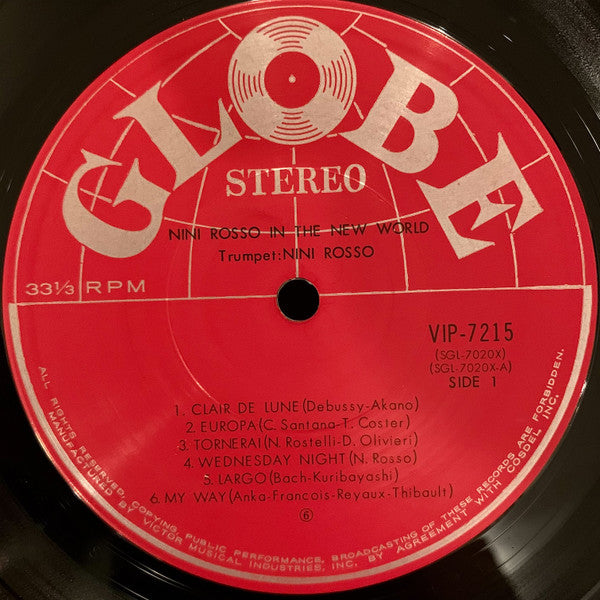 GLOBE
STEREO
NINI ROSSO IN THE NEW WORLD
Trumpet:NINI ROSSO
33⅓ RPM
VIP-7215
(SGL-7020X)
(SGL-7020X-A)
SIDE 1
1. CLAIR DE LUNE(Debussy-Akano)
2. EUROPA(C. Santana-T. Coster)
3. TORNERAI(N. Rostelli-D. Olivieri)
4. WEDNESDAY NIGHT(N. Rosso)
5. LARGO(Bach-Kuribayashi)
6. MY WAY(Anka-Francois-Reyaux-Thibault)
⑥
ALL RIGHTS RESERVED, COPYING PUBLIC PERFORMANCE, BROADCASTING OF THESE RECORDS ARE FORBIDDEN.
MANUFACTURED BY VICTOR MUSICAL INDUSTRIES, INC. BY AGREEMENT WITH COSDEL INC.